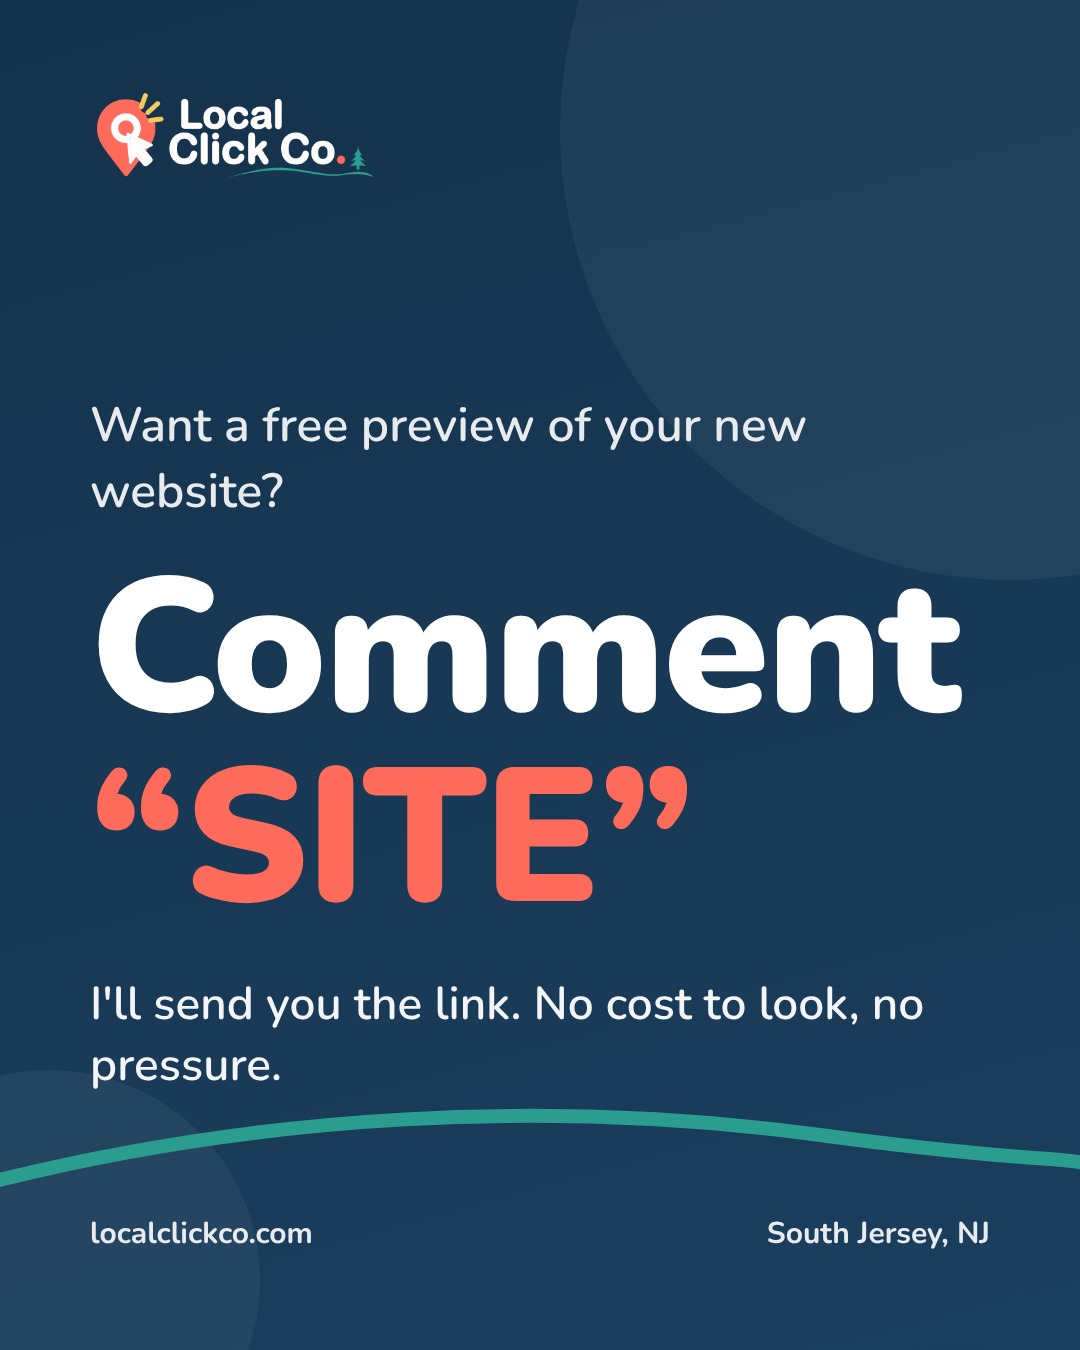 Local
Click Co.
Want a free preview of your new
website?
Comment
“SITE”
I'll send you the link. No cost to look, no
pressure.
localclickco.com
South Jersey, NJ